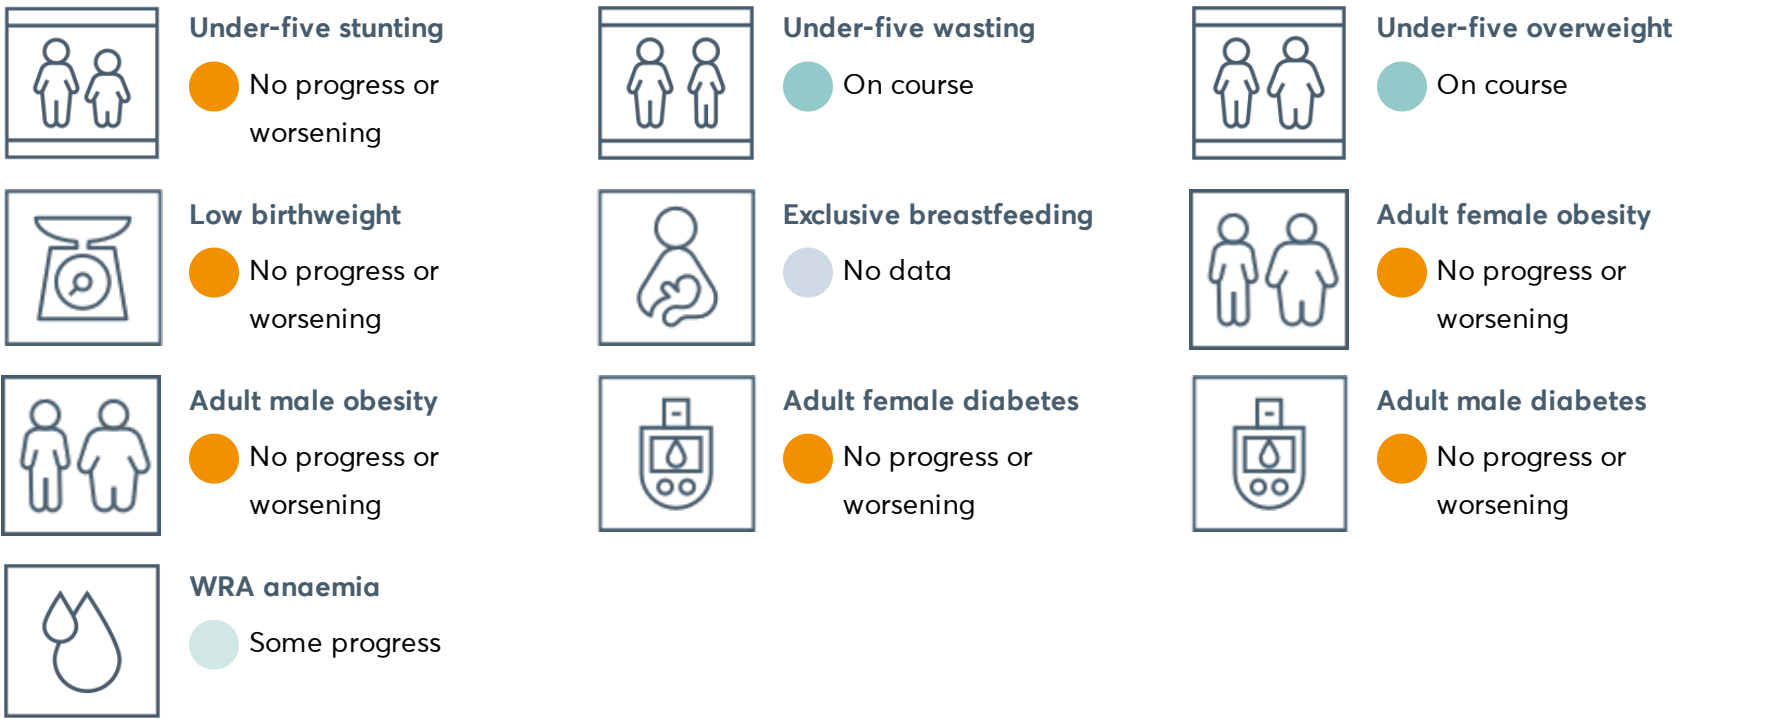 Under-five stunting
No progress or
worsening
Under-five wasting
On course
Under-five overweight
On course
Low birthweight
No progress or
worsening
Exclusive breastfeeding
No data
Adult female obesity
No progress or
worsening
Adult male obesity
No progress or
worsening
Adult female diabetes
No progress or
worsening
Adult male diabetes
No progress or
worsening
WRA anaemia
Some progress